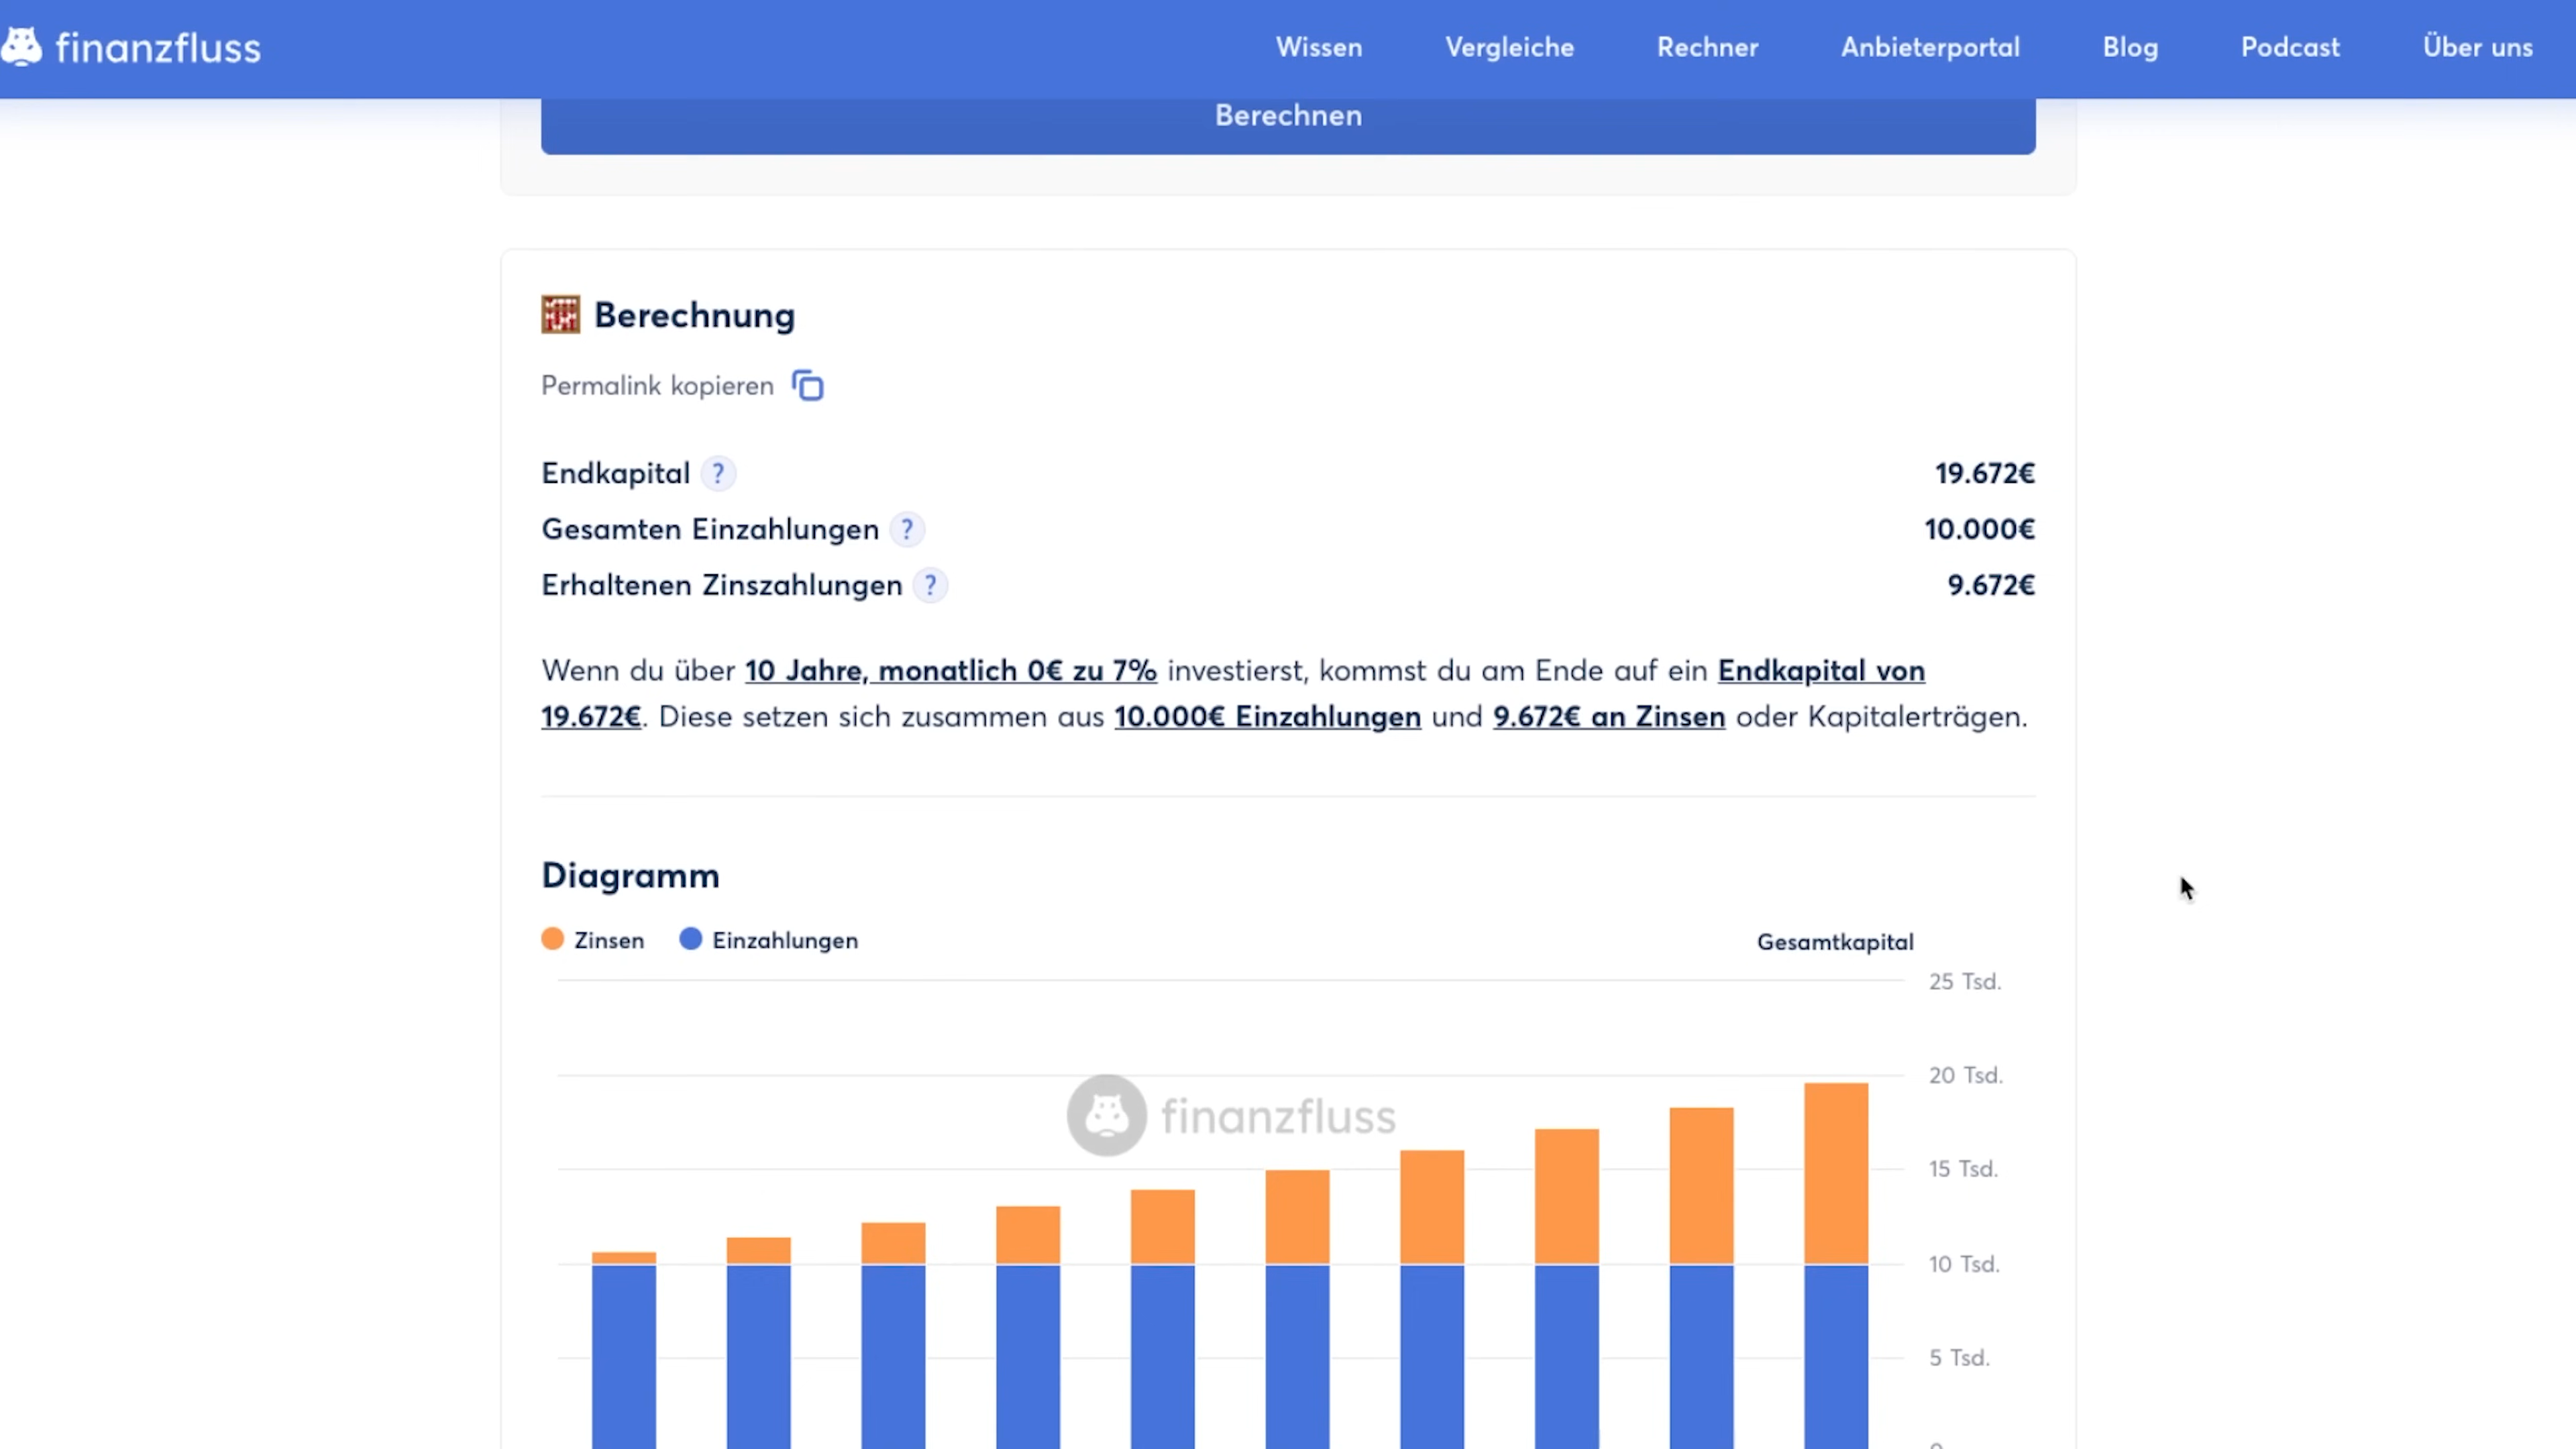 finanzfluss
Wissen Vergleiche Rechner Anbieterportal Blog Podcast Über uns
Berechnen
Berechnung
Permalink kopieren
Endkapital ? 19.672€
Gesamten Einzahlungen ? 10.000€
Erhaltenen Zinszahlungen ? 9.672€
Wenn du über 10 Jahre, monatlich 0€ zu 7% investierst, kommst du am Ende auf ein Endkapital von
19.672€. Diese setzen sich zusammen aus 10.000€ Einzahlungen und 9.672€ an Zinsen oder Kapitalerträgen.
Diagramm
Zinsen Einzahlungen Gesamtkapital
25 Tsd.
20 Tsd.
finanzfluss
15 Tsd.
10 Tsd.
5 Tsd.